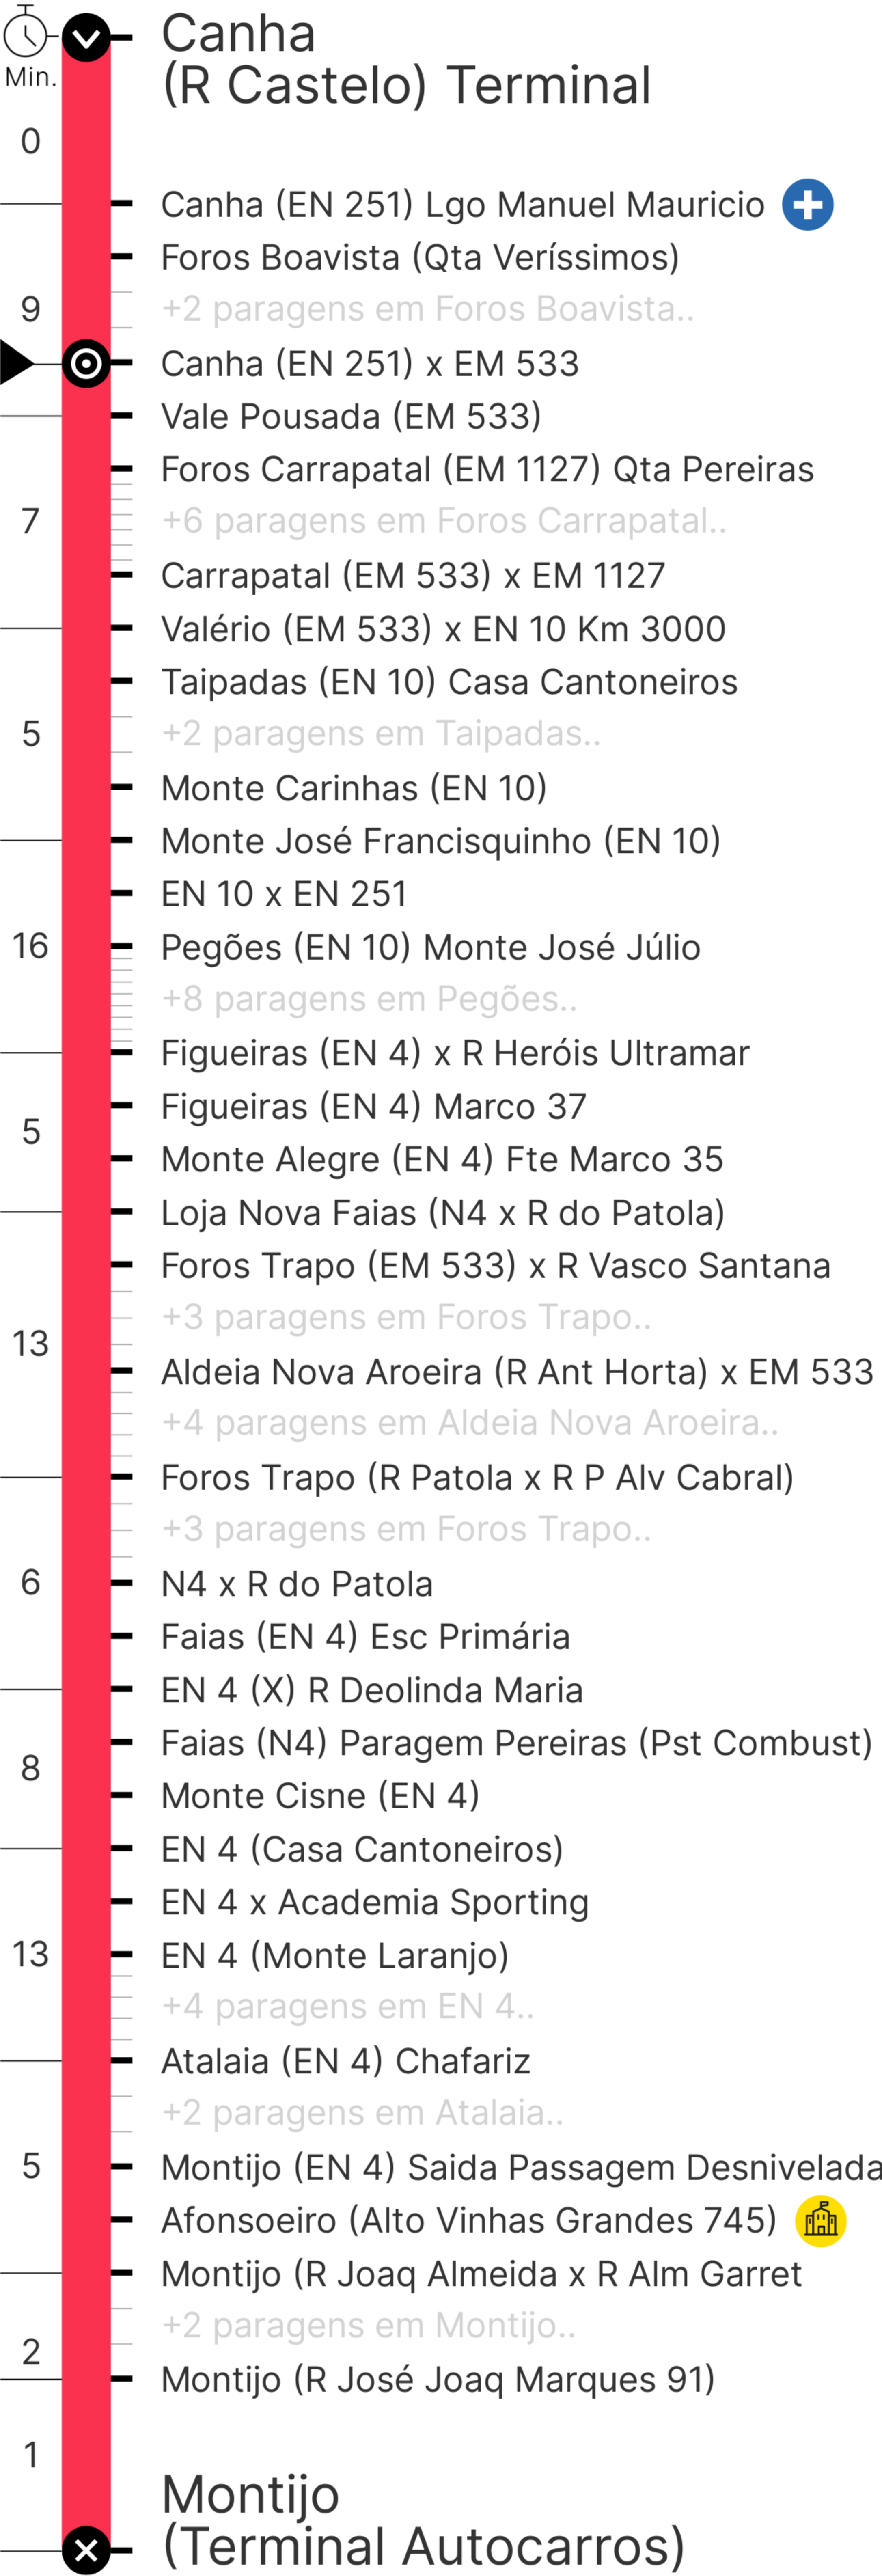 Canha
(R Castelo) Terminal
Min.
0
Canha (EN 251) Lgo Manuel Mauricio
Foros Boavista (Qta Veríssimos)
9
+2 paragens em Foros Boavista..
Canha (EN 251) x EM 533
Vale Pousada (EM 533)
Foros Carrapatal (EM 1127) Qta Pereiras
7
+6 paragens em Foros Carrapatal..
Carrapatal (EM 533) x EM 1127
Valério (EM 533) x EN 10 Km 3000
Taipadas (EN 10) Casa Cantoneiros
5
+2 paragens em Taipadas..
Monte Carinhas (EN 10)
Monte José Francisquinho (EN 10)
EN 10 x EN 251
16
Pegões (EN 10) Monte José Júlio
+8 paragens em Pegões..
Figueiras (EN 4) x R Heróis Ultramar
Figueiras (EN 4) Marco 37
5
Monte Alegre (EN 4) Fte Marco 35
Loja Nova Faias (N4 x R do Patola)
Foros Trapo (EM 533) x R Vasco Santana
+3 paragens em Foros Trapo..
13
Aldeia Nova Aroeira (R Ant Horta) x EM 533
+4 paragens em Aldeia Nova Aroeira..
Foros Trapo (R Patola x R P Alv Cabral)
+3 paragens em Foros Trapo..
6
N4 x R do Patola
Faias (EN 4) Esc Primária
EN 4 (X) R Deolinda Maria
Faias (N4) Paragem Pereiras (Pst Combust)
8
Monte Cisne (EN 4)
EN 4 (Casa Cantoneiros)
EN 4 x Academia Sporting
13
EN 4 (Monte Laranjo)
+4 paragens em EN 4..
Atalaia (EN 4) Chafariz
+2 paragens em Atalaia..
5
Montijo (EN 4) Saida Passagem Desnivelada
Afonsoeiro (Alto Vinhas Grandes 745)
Montijo (R Joaq Almeida x R Alm Garret
+2 paragens em Montijo..
2
Montijo (R José Joaq Marques 91)
1
Montijo
(Terminal Autocarros)